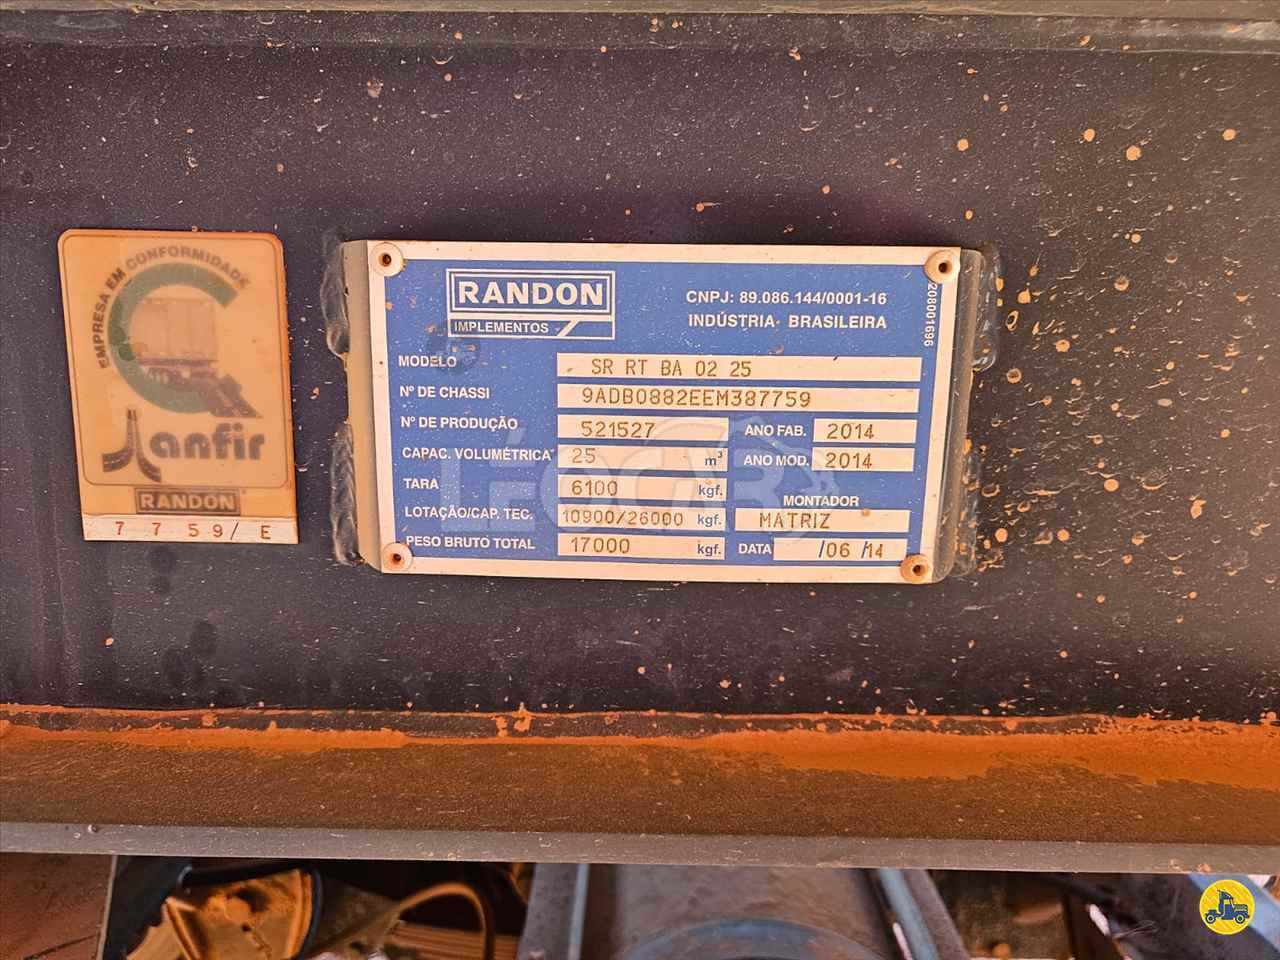 EMPRESA EM CONFORMIDADE
anfir
RANDON
7 7 5 9/ E
RANDON
IMPLEMENTOS
CNPJ: 89.086.144/0001-16
INDÚSTRIA BRASILEIRA
208001696
MODELO SR RT BA 02 25
Nº DE CHASSI 9ADB0882EEM387759
Nº DE PRODUÇÃO 521527 ANO FAB. 2014
CAPAC. VOLUMÉTRICA 25 m³ ANO MOD. 2014
TARA 6100 kgf. MONTADOR
LOTAÇÃO/CAP. TEC. 10900/26000 kgf. MATRIZ
PESO BRUTO TOTAL 17000 kgf. DATA /06 /14
LÉOCAR